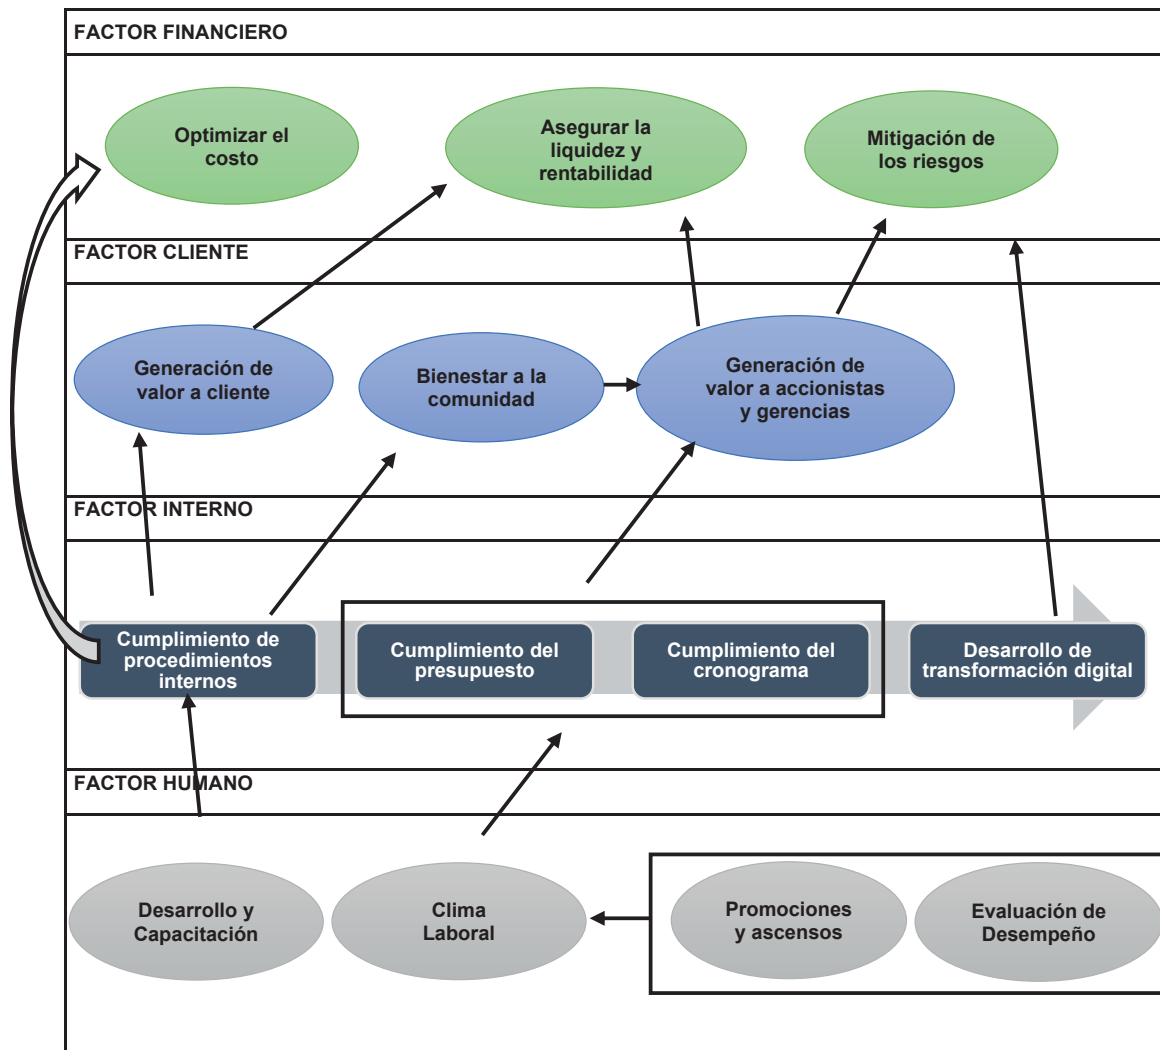 FACTOR FINANCIERO
Optimizar el
costo
Asegurar la
liquidez y
rentabilidad
Mitigación de
los riesgos
FACTOR CLIENTE
Generación de
valor a cliente
Bienestar a la
comunidad
Generación de
valor a accionistas
y gerencias
FACTOR INTERNO
Cumplimiento de
procedimientos
internos
Cumplimiento del
presupuesto
Cumplimiento del
cronograma
Desarrollo de
transformación digital
FACTOR HUMANO
Desarrollo y
Capacitación
Clima
Laboral
Promociones
y ascensos
Evaluación de
Desempeño